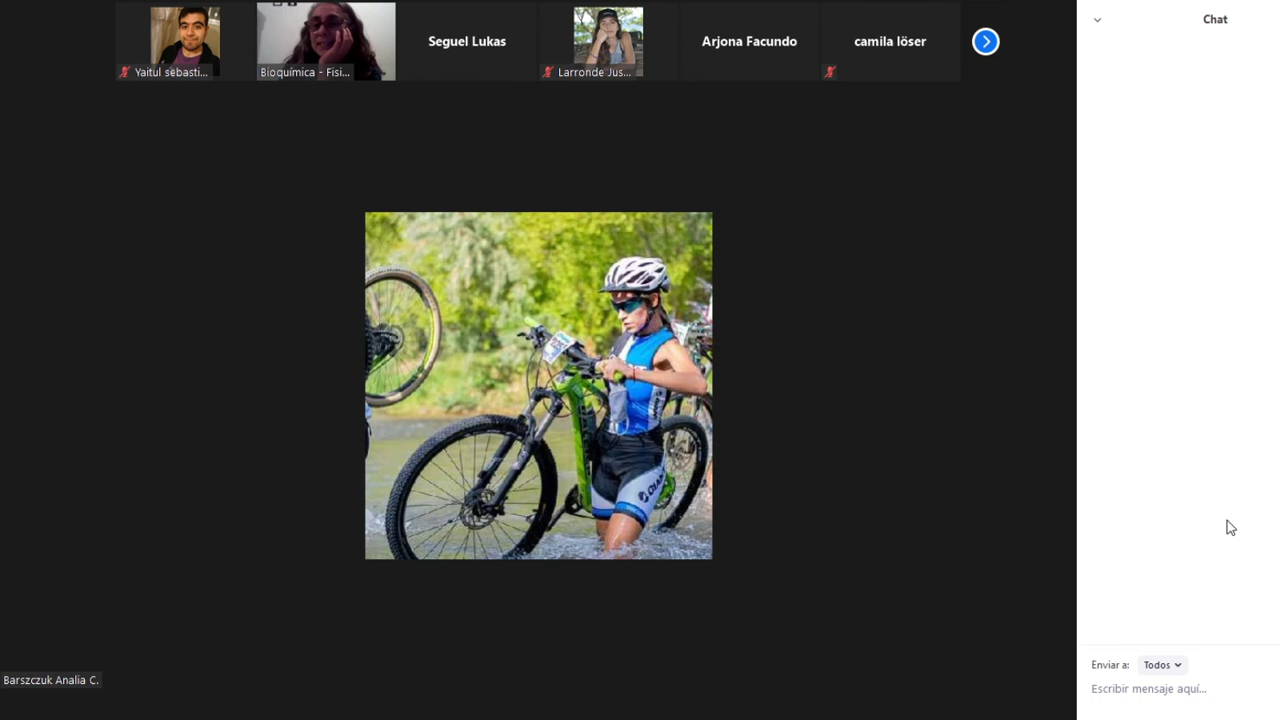 Yaitul sebasti...
Bioquímica - Fisi...
Seguel Lukas
Larronde Jus...
Arjona Facundo
camila löser
Chat
Barszczuk Analia C.
Enviar a:
Todos
Escribir mensaje aquí...